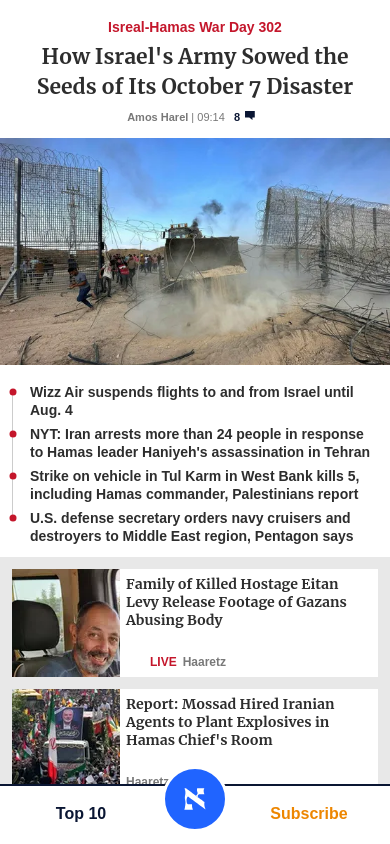 Isreal-Hamas War Day 302
How Israel's Army Sowed the
Seeds of Its October 7 Disaster
Amos Harel | 09:14 8
Wizz Air suspends flights to and from Israel until
Aug. 4
NYT: Iran arrests more than 24 people in response
to Hamas leader Haniyeh's assassination in Tehran
Strike on vehicle in Tul Karm in West Bank kills 5,
including Hamas commander, Palestinians report
U.S. defense secretary orders navy cruisers and
destroyers to Middle East region, Pentagon says
Family of Killed Hostage Eitan
Levy Release Footage of Gazans
Abusing Body
LIVE Haaretz
Report: Mossad Hired Iranian
Agents to Plant Explosives in
Hamas Chief's Room
Haaretz
Top 10
א
Subscribe